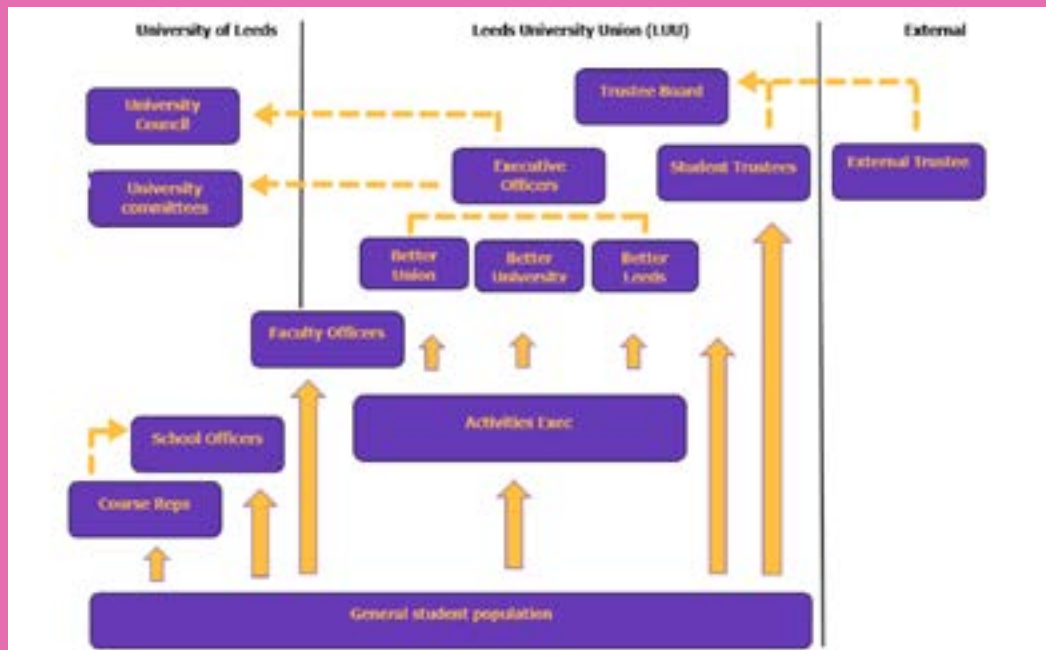 University of Leeds
Leeds University Union (LUU)
External
Trustee Board
University
Council
Executive
Officers
Student Trustees
External Trustee
University
committees
Better
Union
Better
University
Better
Leeds
Faculty Officers
Activities Exec
School Officers
Course Reps
General student population